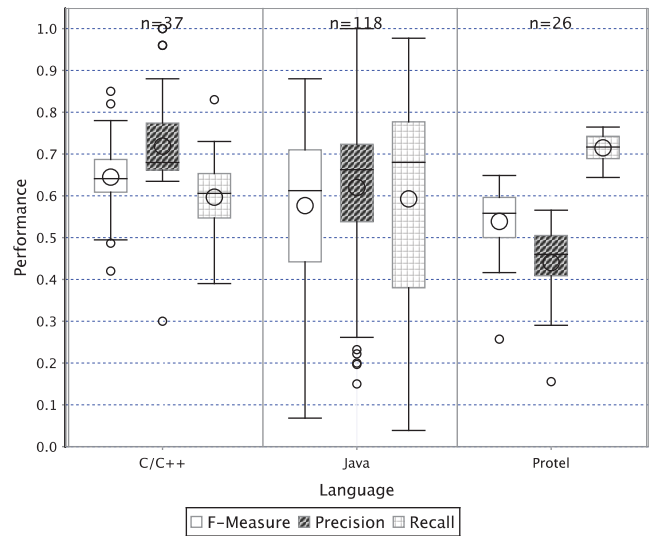 n=37 n=118 n=26
1.0
0.9
0.8
0.7
0.6
0.5
0.4
0.3
0.2
0.1
0.0
Performance
C/C++ Java Protel
Language
F-Measure Precision Recall